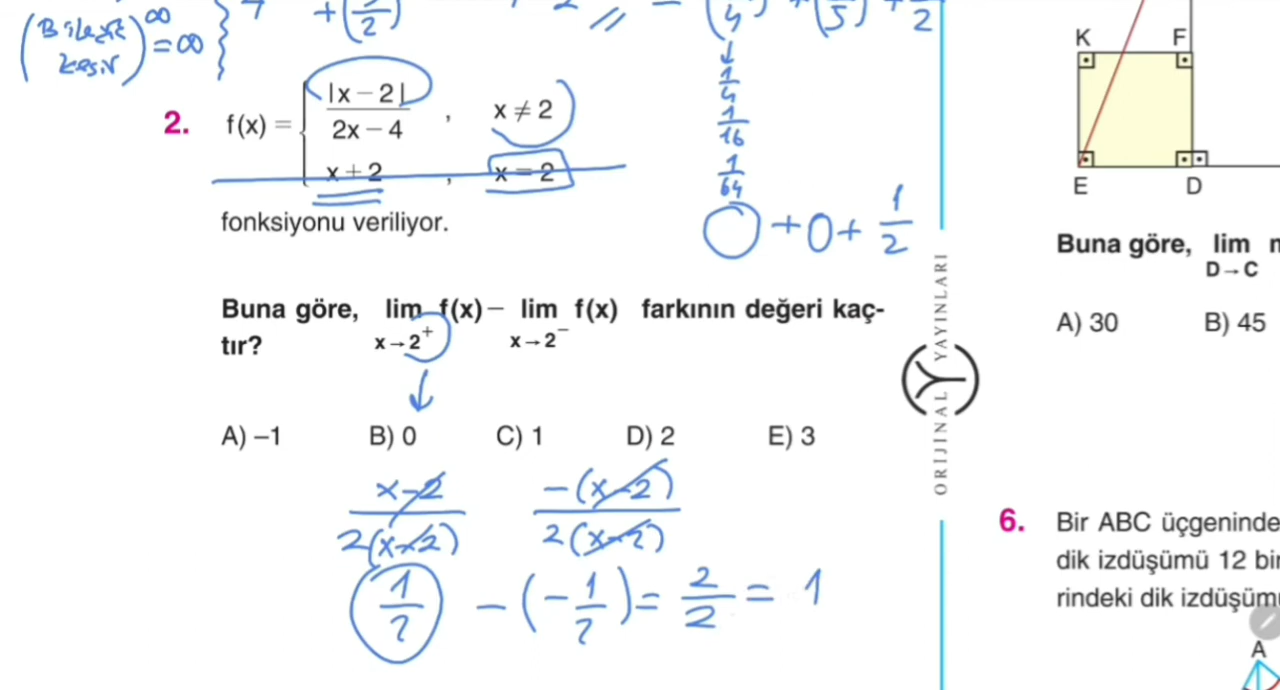 (Bileşik kesir)^∞ = ∞
2. f(x) = { |x – 2| / 2x – 4 , x ≠ 2
x + 2 , x = 2
fonksiyonu veriliyor.
Buna göre, lim f(x) – lim f(x) farkının değeri kaç-
tır? x→2⁺ x→2⁻
A) –1 B) 0 C) 1 D) 2 E) 3
x-2 / 2(x-2) -(x-2) / 2(x-2)
1/2 - (-1/2) = 2/2 = 1
1/4
1/16
1/64
0 + 0 + 1/2
ORİJİNAL YAYINLARI
K F
E D
Buna göre, lim
D→C
A) 30 B) 45
6. Bir ABC üçgeninde
dik izdüşümü 12
rindeki dik izdüşüm
A